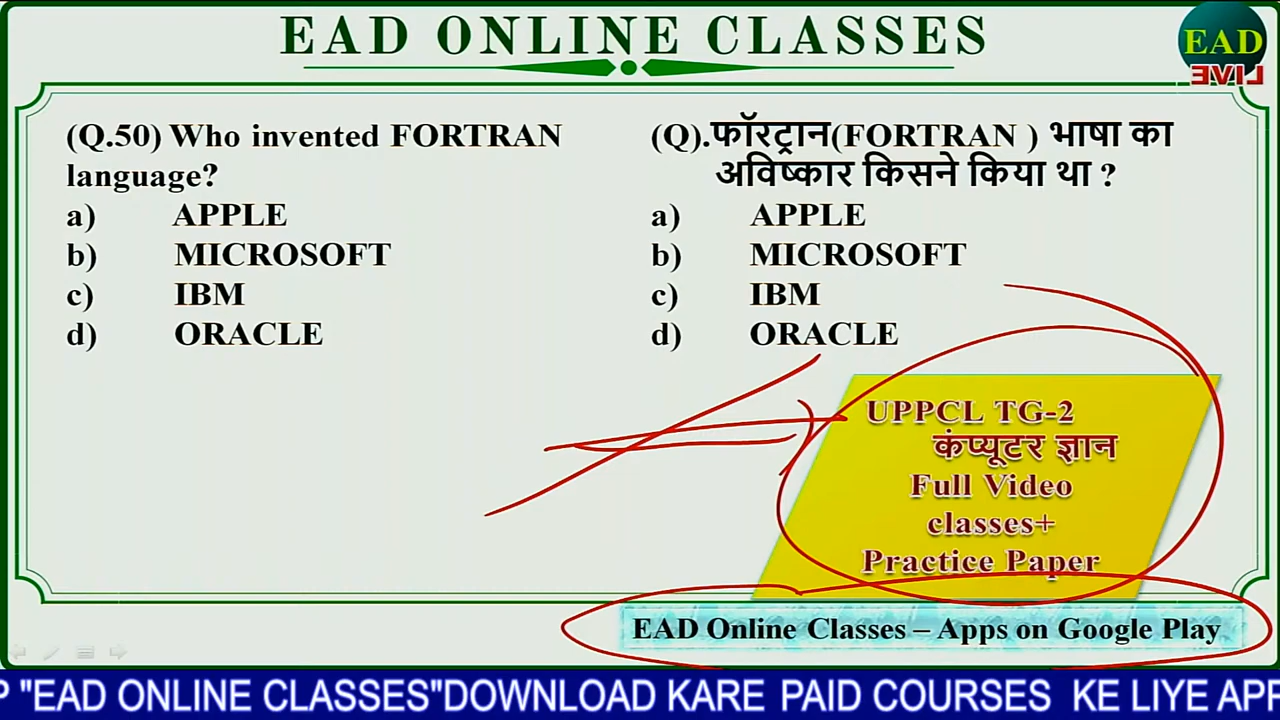 EAD ONLINE CLASSES
EAD
LIVE
(Q.50) Who invented FORTRAN
language?
a) APPLE
b) MICROSOFT
c) IBM
d) ORACLE
(Q).फॉरट्रान(FORTRAN ) भाषा का
अविष्कार किसने किया था ?
a) APPLE
b) MICROSOFT
c) IBM
d) ORACLE
UPPCL TG-2
कंप्यूटर ज्ञान
Full Video
classes+
Practice Paper
EAD Online Classes – Apps on Google Play
P "EAD ONLINE CLASSES"DOWNLOAD KARE PAID COURSES KE LIYE APP